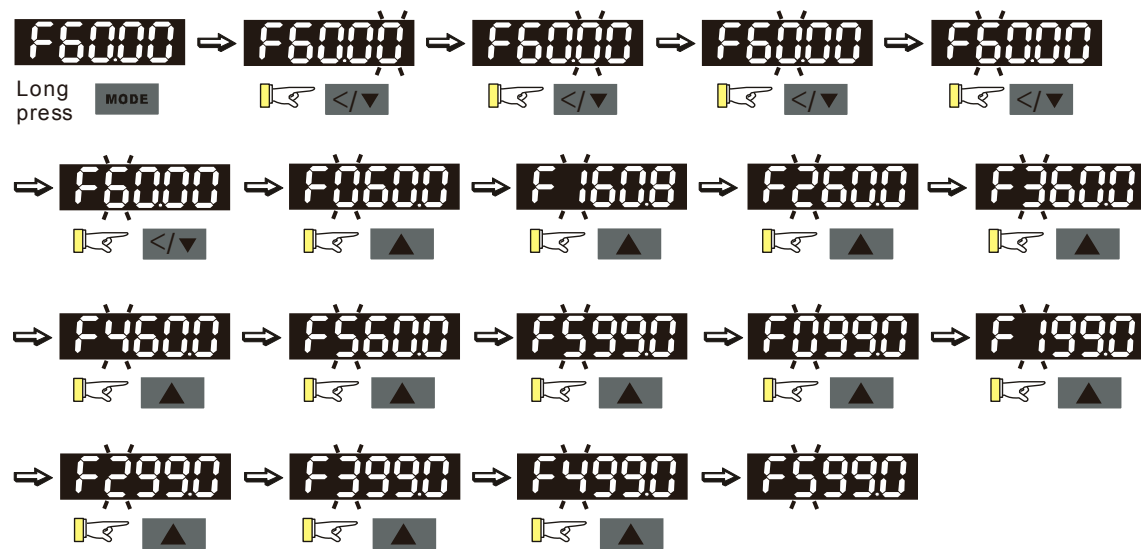 F60.00 F60.00 F60.00 F60.00 F60.00
Long press MODE </▼ </▼ </▼ </▼
F60.00 F060.0 F160.8 F260.0 F360.0
</▼ ▲ ▲ ▲ ▲
F460.0 F560.0 F599.0 F099.0 F199.0
▲ ▲ ▲ ▲ ▲
F299.0 F399.0 F499.0 F599.0
▲ ▲ ▲